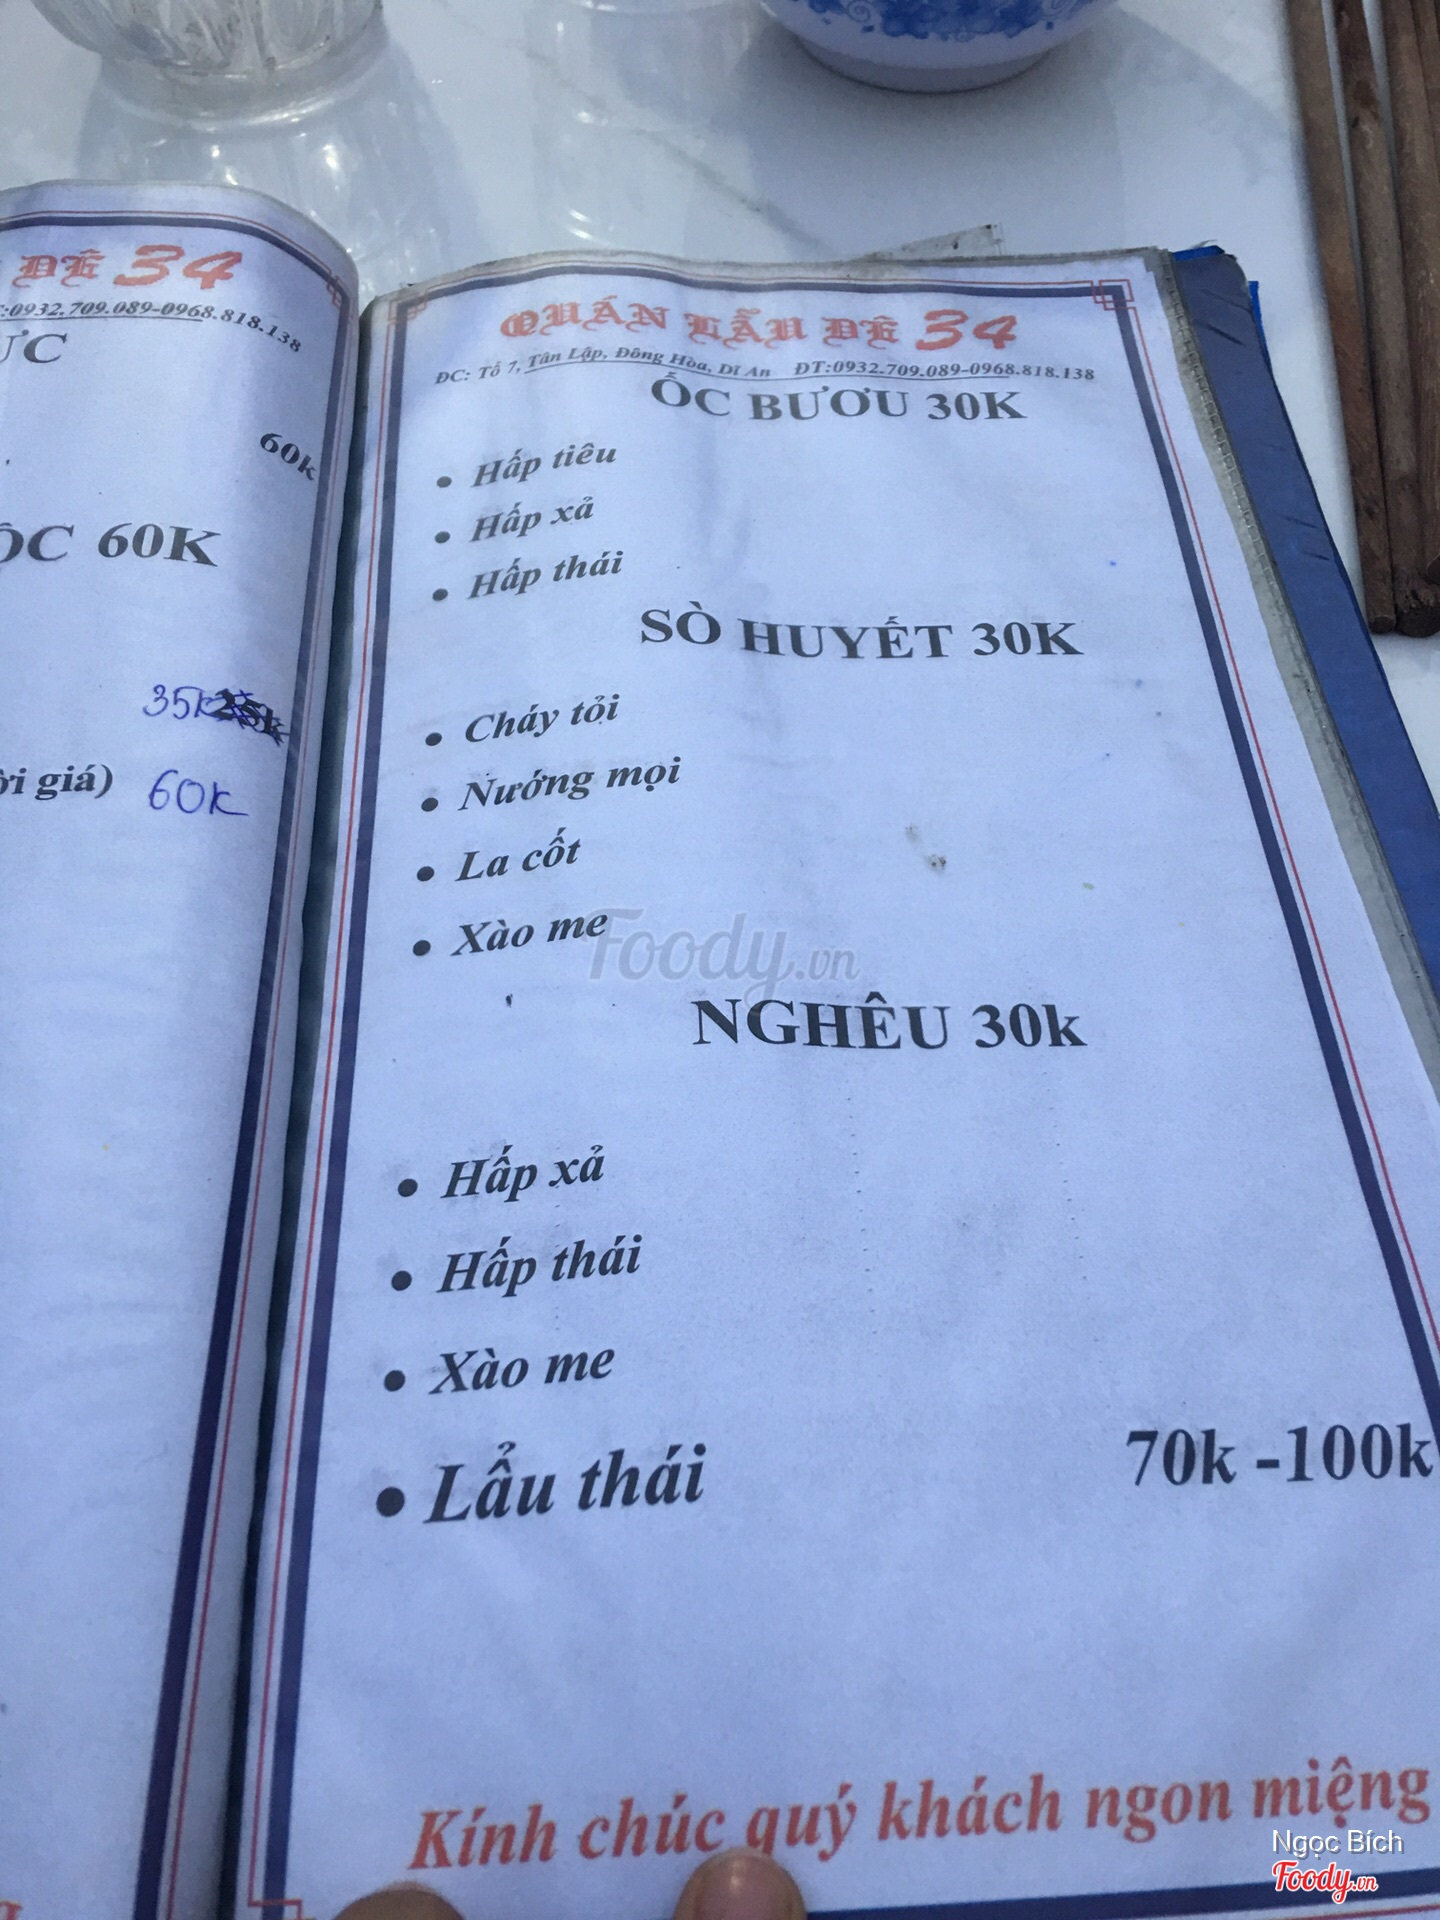 DÊ 34
:0932.709.089-0968.818.138
ỰC
60k
ỐC 60K
35k
ời giá) 60K
QUÁN LẨU DÊ 34
ĐC: Tổ 7, Tân Lập, Đông Hòa, Dĩ An ĐT:0932.709.089-0968.818.138
ỐC BƯƠU 30K
• Hấp tiêu
• Hấp xả
• Hấp thái
SÒ HUYẾT 30K
• Cháy tỏi
• Nướng mọi
• La cốt
• Xào me
Foody.vn
NGHÊU 30k
• Hấp xả
• Hấp thái
• Xào me
• Lẩu thái 70k -100k
Kính chúc quý khách ngon miệng
Ngọc Bích
Foody.vn